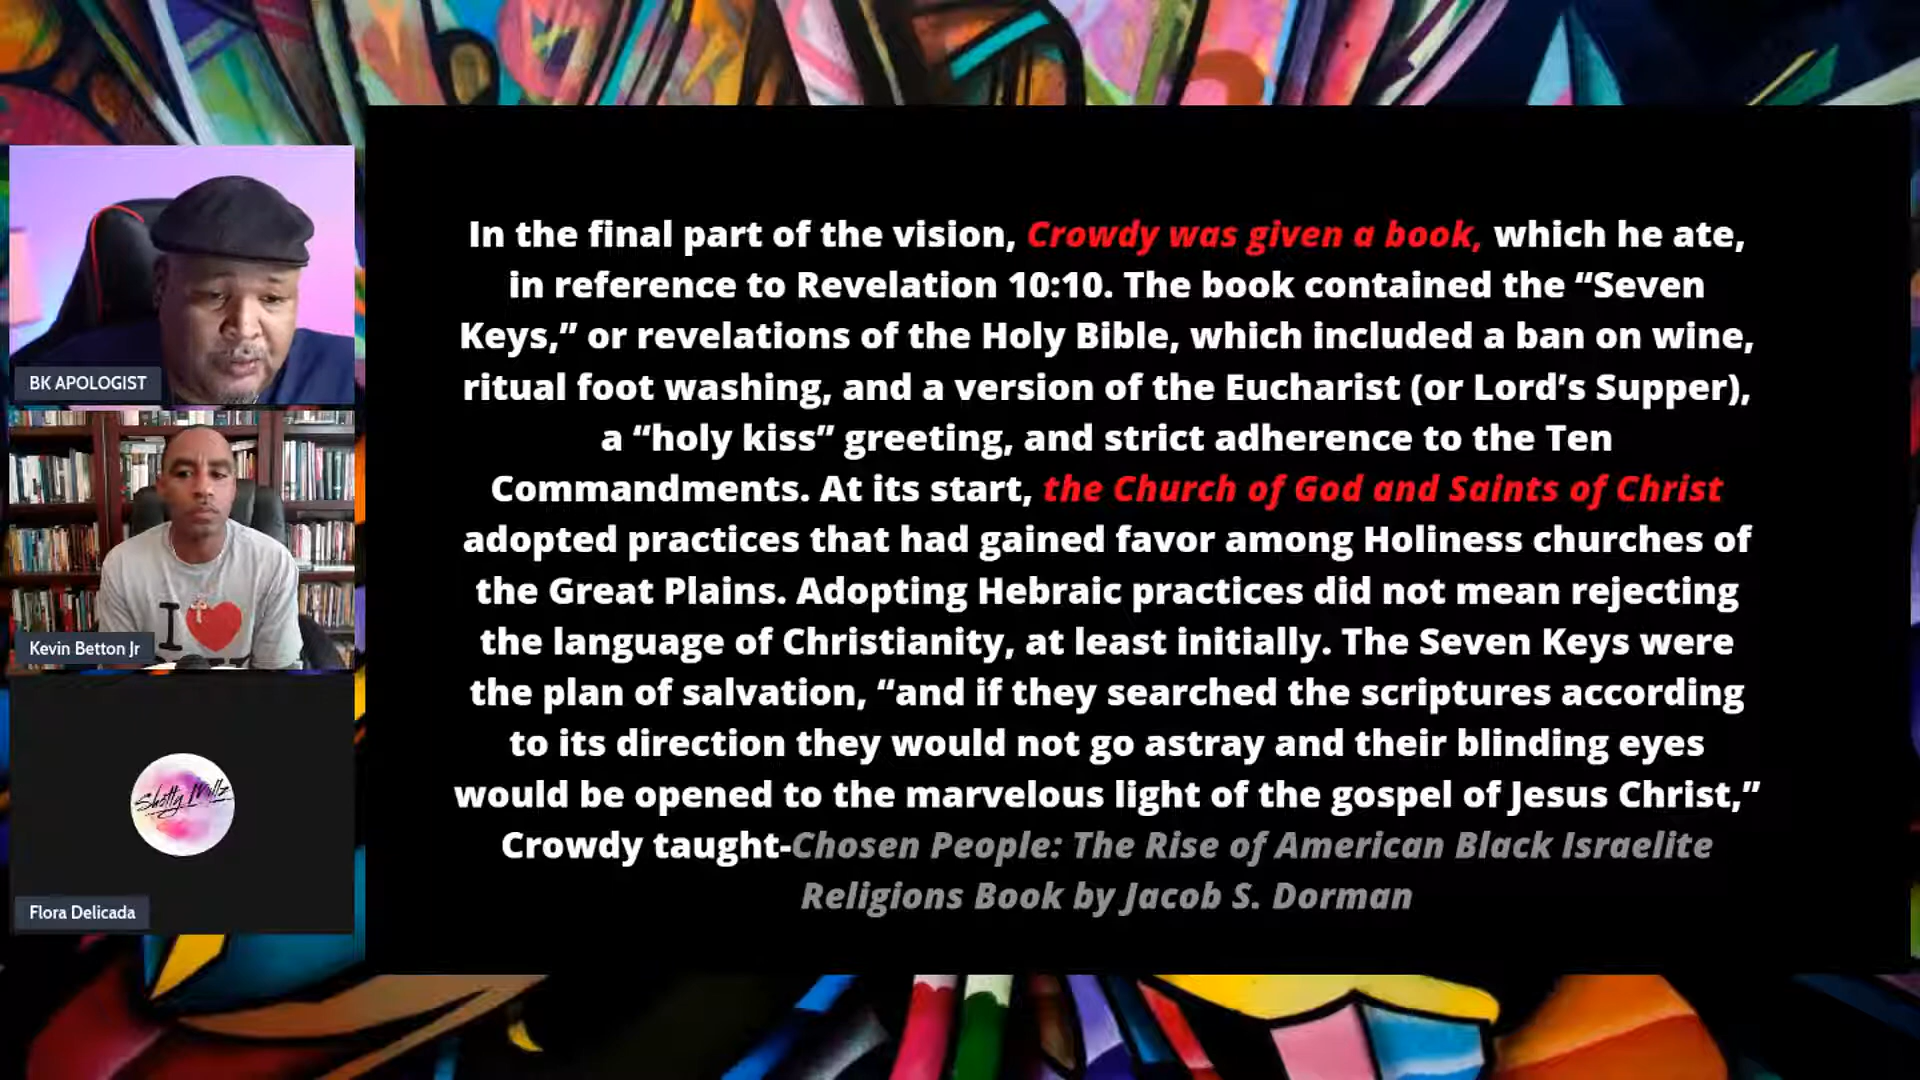 In the final part of the vision, Crowdy was given a book, which he ate,
in reference to Revelation 10:10. The book contained the “Seven
Keys,” or revelations of the Holy Bible, which included a ban on wine,
ritual foot washing, and a version of the Eucharist (or Lord’s Supper),
a “holy kiss” greeting, and strict adherence to the Ten
Commandments. At its start, the Church of God and Saints of Christ
adopted practices that had gained favor among Holiness churches of
the Great Plains. Adopting Hebraic practices did not mean rejecting
the language of Christianity, at least initially. The Seven Keys were
the plan of salvation, “and if they searched the scriptures according
to its direction they would not go astray and their blinding eyes
would be opened to the marvelous light of the gospel of Jesus Christ,”
Crowdy taught-Chosen People: The Rise of American Black Israelite
Religions Book by Jacob S. Dorman
BK APOLOGIST
I
Kevin Betton Jr
Shotty Millz
Flora Delicada